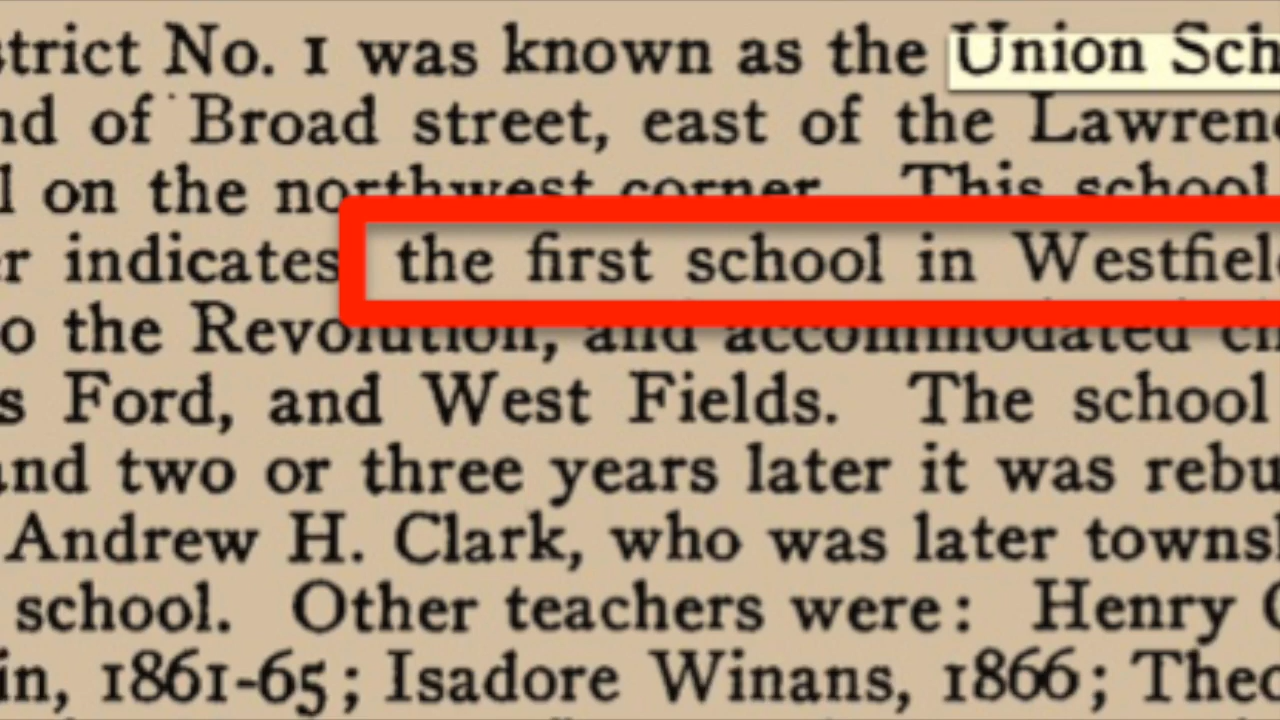 strict No. 1 was known as the Union Sch
nd of Broad street, east of the Lawren
l on the northwest corner. This school
r indicates the first school in Westfiel
o the Revolution, and accommodated ch
s Ford, and West Fields. The school
and two or three years later it was rebu
Andrew H. Clark, who was later towns
school. Other teachers were: Henry
in, 1861-65; Isadore Winans, 1866; Theo